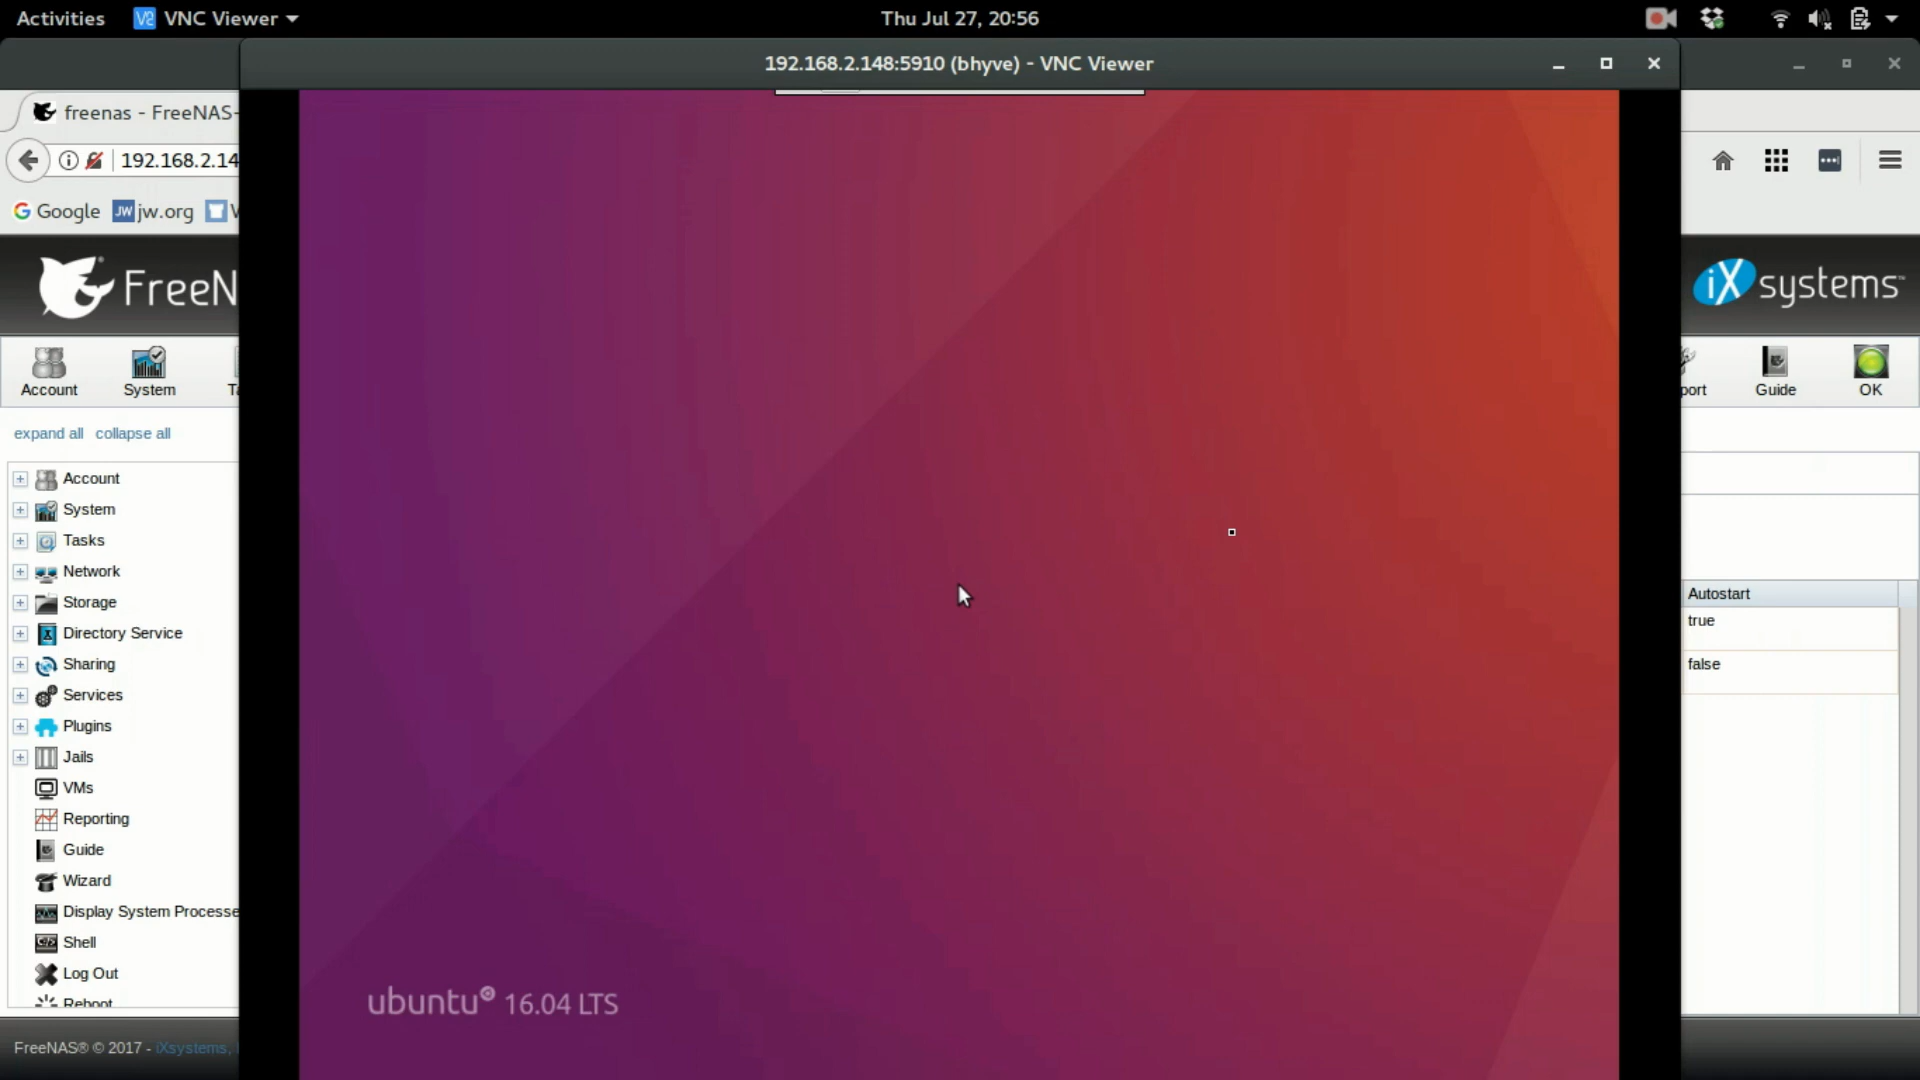 Activities VNC Viewer Thu Jul 27, 20:56
192.168.2.148:5910 (bhyve) - VNC Viewer
freenas - FreeNAS-
192.168.2.14
Google jw.org
FreeN iXsystems™
Account System Guide OK
expand all collapse all
Account
System
Tasks
Network
Storage
Directory Service
Sharing
Services
Plugins
Jails
VMs
Reporting
Guide
Wizard
Display System Processe
Shell
Log Out
Reboot
Autostart
true
false
ubuntu® 16.04 LTS
FreeNAS® © 2017 - iXsystems,